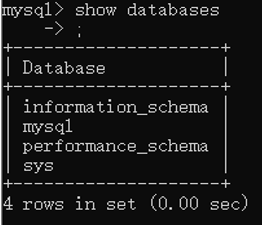 mysql> show databases
    -> ;
+--------------------+
| Database           |
+--------------------+
| information_schema |
| mysql              |
| performance_schema |
| sys                |
+--------------------+
4 rows in set (0.00 sec)